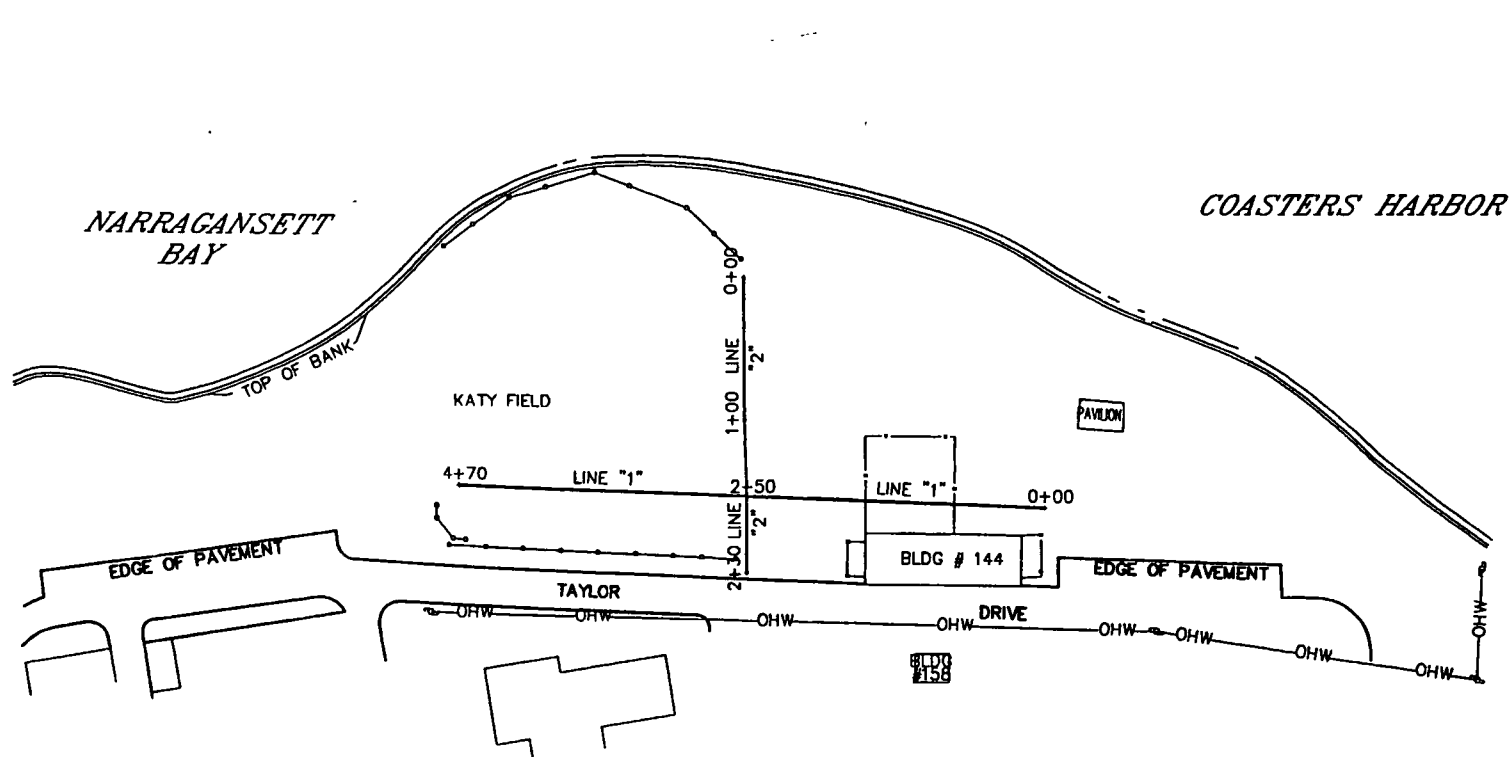 NARRAGANSETT
BAY
COASTERS HARBOR
TOP OF BANK
KATY FIELD
0+00
LINE
"2"
1+00
PAVILION
4+70
LINE "1"
2+50
LINE "1"
0+00
LINE
"2"
2+30
EDGE OF PAVEMENT
BLDG # 144
EDGE OF PAVEMENT
TAYLOR
DRIVE
OHW
OHW
OHW
OHW
OHW
OHW
OHW
OHW
OHW
BLDG
#158